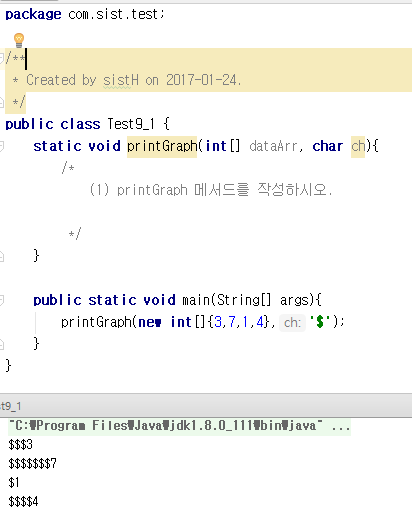 package com.sist.test;
/**
* Created by sistH on 2017-01-24.
*/
public class Test9_1 {
static void printGraph(int[] dataArr, char ch){
/*
(1) printGraph 메서드를 작성하시오.
*/
}
public static void main(String[] args){
printGraph(new int[]{3,7,1,4}, ch: '$');
}
}
t9_1
"C:₩Program Files₩Java₩jdk1.8.0_111₩bin₩java" ...
$$$3
$$$$$$$7
$1
$$$$4